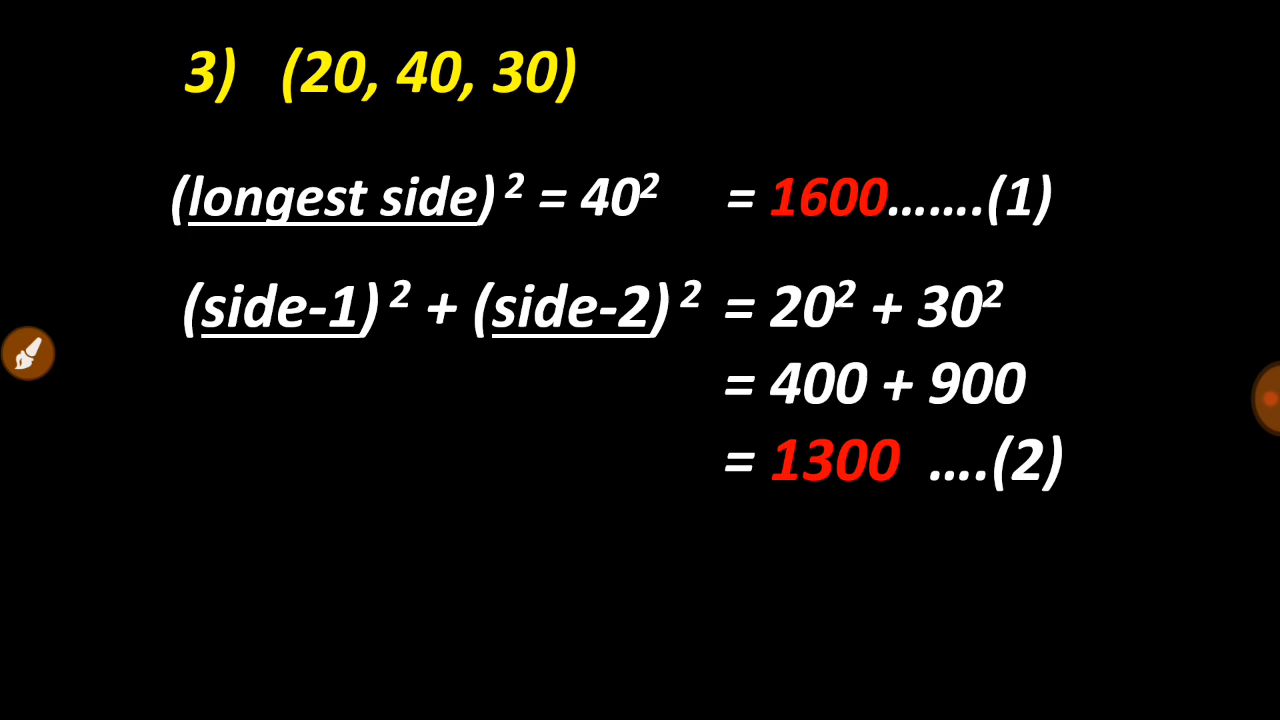 3) (20, 40, 30)
(longest side)² = 40² = 1600.......(1)
(side-1)² + (side-2)² = 20² + 30²
= 400 + 900
= 1300 ....(2)